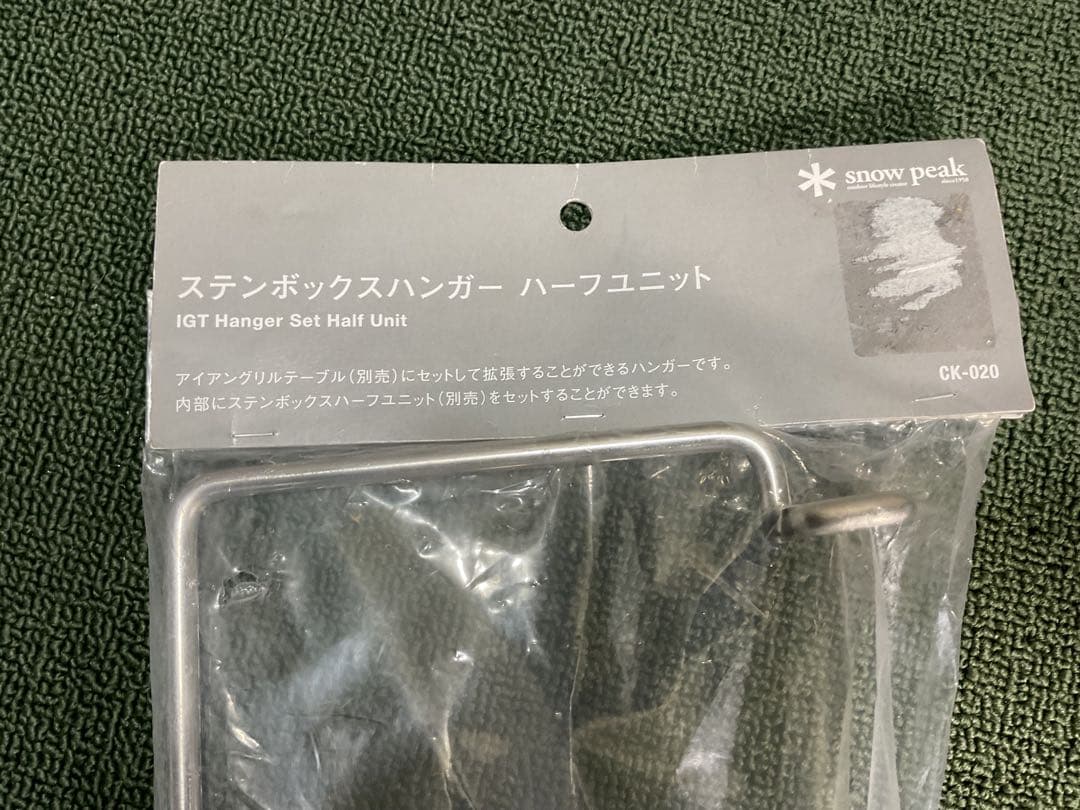 snow peak
outdoor lifestyle creator since1958
ステンボックスハンガー ハーフユニット
IGT Hanger Set Half Unit
アイアングリルテーブル（別売）にセットして拡張することができるハンガーです。
内部にステンボックスハーフユニット（別売）をセットすることができます。
CK-020